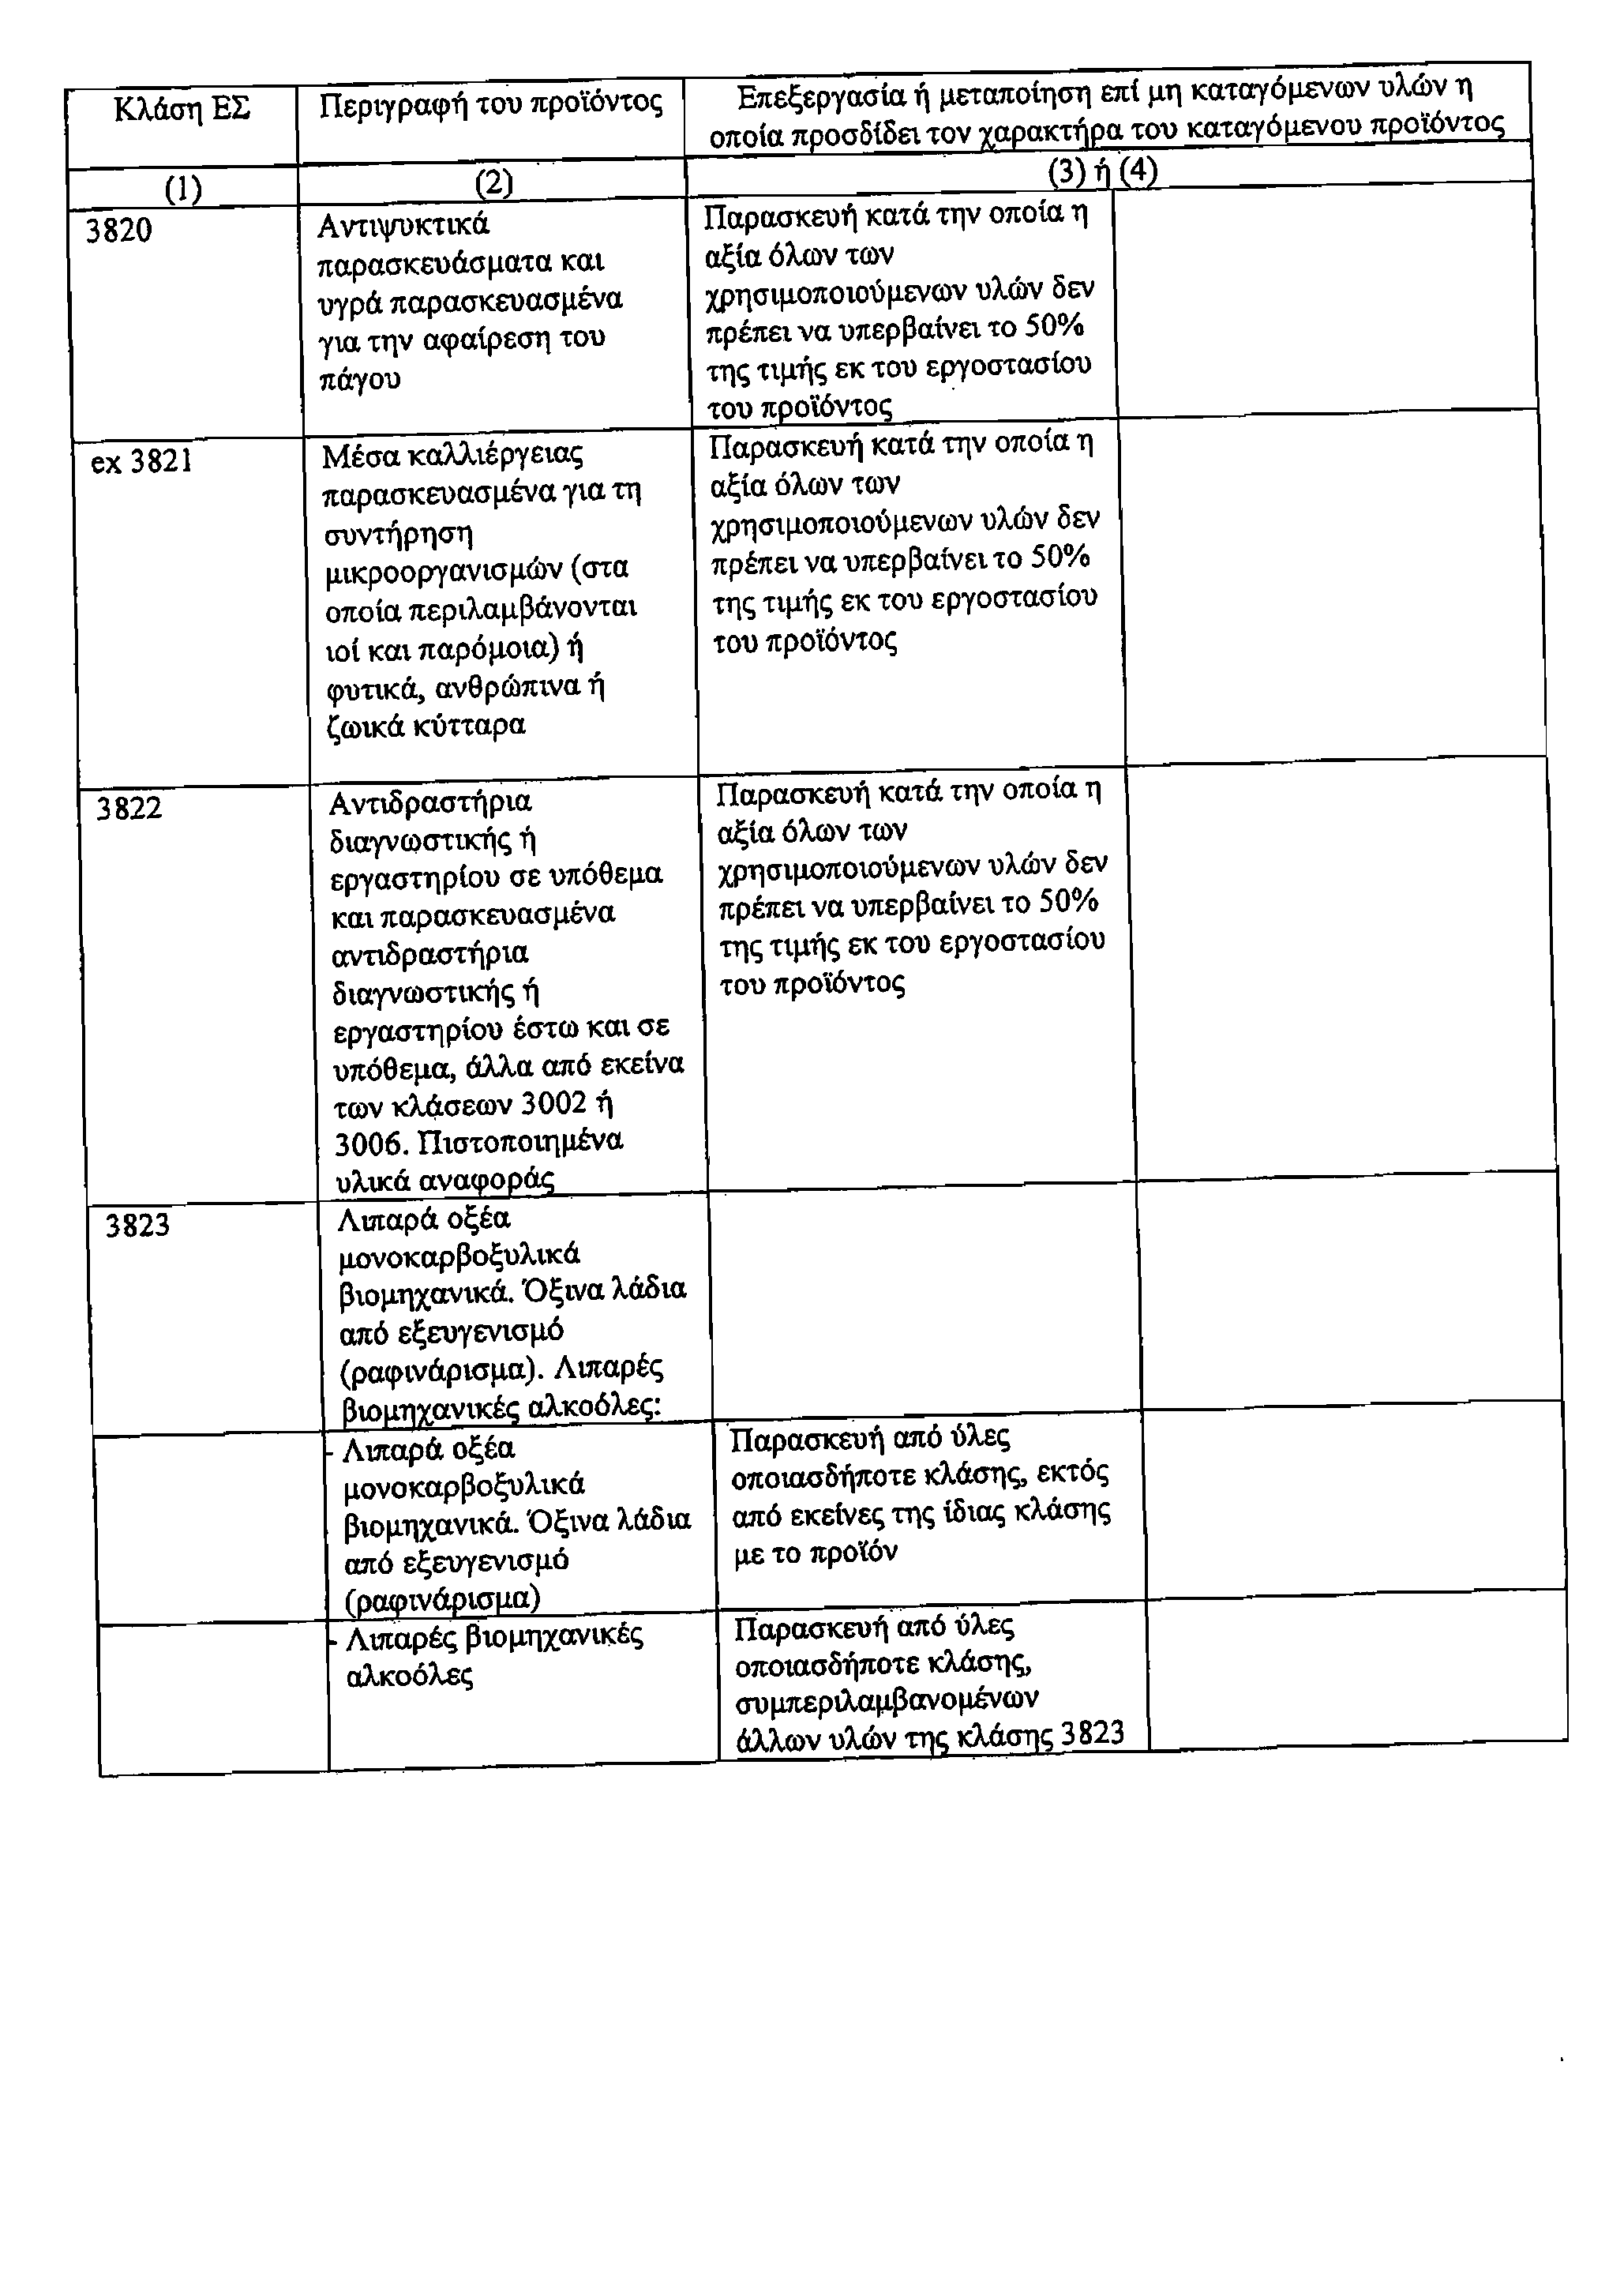 Κλάση ΕΣ
Περιγραφή του προϊόντος
Επεξεργασία ή μεταποίηση επί μη καταγόμενων υλών η
οποία προσδίδει τον χαρακτήρα του καταγόμενου προϊόντος
(1)
(2)
(3) ή (4)
3820
Αντιψυκτικά
παρασκευάσματα και
υγρά παρασκευασμένα
για την αφαίρεση του
πάγου
Παρασκευή κατά την οποία η
αξία όλων των
χρησιμοποιούμενων υλών δεν
πρέπει να υπερβαίνει το 50%
της τιμής εκ του εργοστασίου
του προϊόντος
ex 3821
Μέσα καλλιέργειας
παρασκευασμένα για τη
συντήρηση
μικροοργανισμών (στα
οποία περιλαμβάνονται
ιοί και παρόμοια) ή
φυτικά, ανθρώπινα ή
ζωικά κύτταρα
Παρασκευή κατά την οποία η
αξία όλων των
χρησιμοποιούμενων υλών δεν
πρέπει να υπερβαίνει το 50%
της τιμής εκ του εργοστασίου
του προϊόντος
3822
Αντιδραστήρια
διαγνωστικής ή
εργαστηρίου σε υπόθεμα
και παρασκευασμένα
αντιδραστήρια
διαγνωστικής ή
εργαστηρίου έστω και σε
υπόθεμα, άλλα από εκείνα
των κλάσεων 3002 ή
3006. Πιστοποιημένα
υλικά αναφοράς
Παρασκευή κατά την οποία η
αξία όλων των
χρησιμοποιούμενων υλών δεν
πρέπει να υπερβαίνει το 50%
της τιμής εκ του εργοστασίου
του προϊόντος
3823
Λιπαρά οξέα
μονοκαρβοξυλικά
βιομηχανικά. Όξινα λάδια
από εξευγενισμό
(ραφινάρισμα). Λιπαρές
βιομηχανικές αλκοόλες:
- Λιπαρά οξέα
μονοκαρβοξυλικά
βιομηχανικά. Όξινα λάδια
από εξευγενισμό
(ραφινάρισμα)
Παρασκευή από ύλες
οποιασδήποτε κλάσης, εκτός
από εκείνες της ίδιας κλάσης
με το προϊόν
- Λιπαρές βιομηχανικές
αλκοόλες
Παρασκευή από ύλες
οποιασδήποτε κλάσης,
συμπεριλαμβανομένων
άλλων υλών της κλάσης 3823